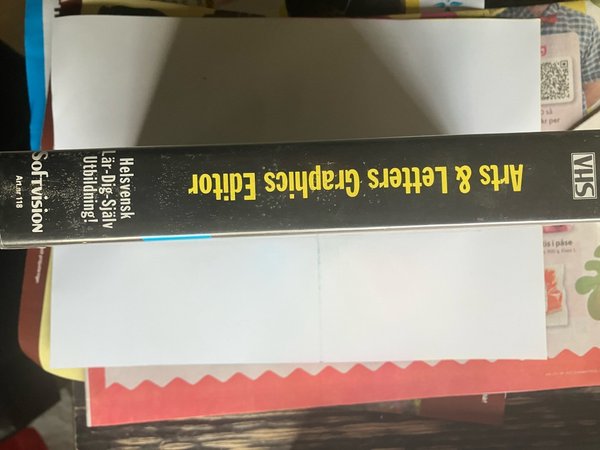 VHS
Arts & Letters Graphics Editor
Helsvensk
Lär-Dig-Själv
Utbildning!
SOFTVISION
Art.nr 118